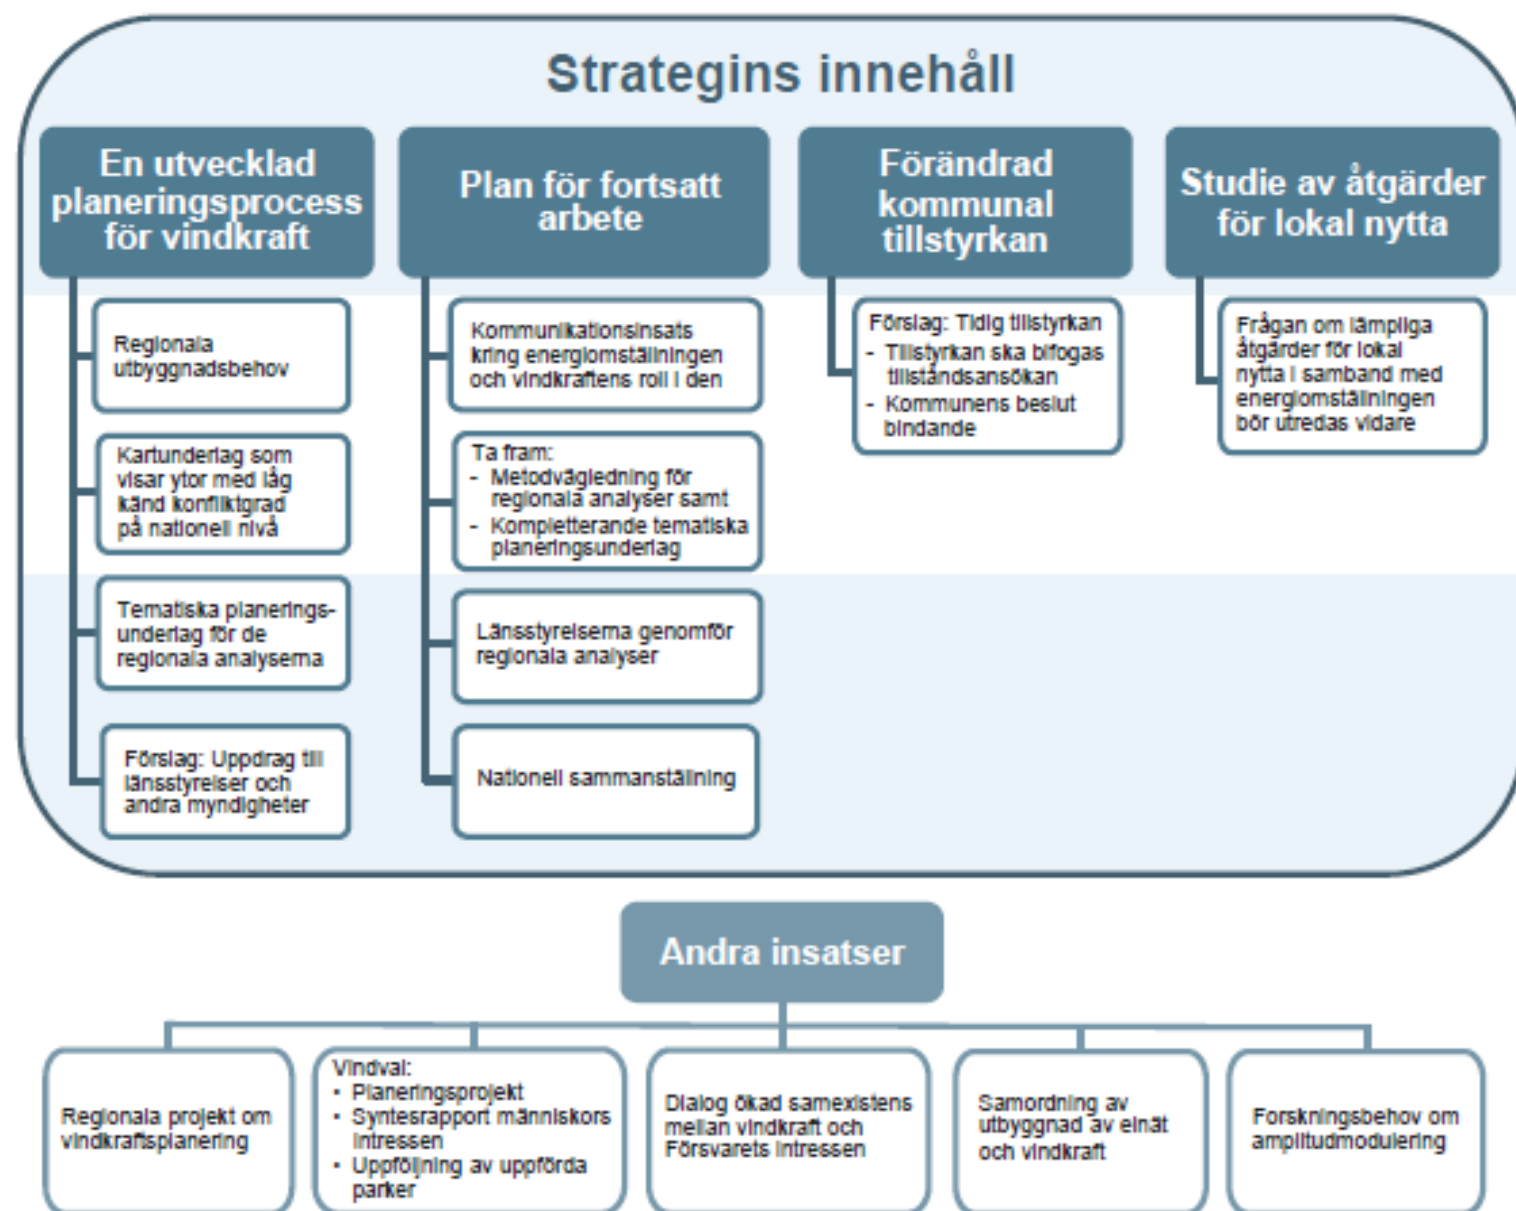 Strategins innehåll
En utvecklad
planeringsprocess
för vindkraft
Regionala
utbyggnadsbehov
Kartunderlag som
visar ytor med låg
känd konfliktgrad
på nationell nivå
Tematiska planerings-
underlag för de
regionala analyserna
Förslag: Uppdrag till
länsstyrelser och
andra myndigheter
Plan för fortsatt
arbete
Kommunikationsinsats
kring energiomställningen
och vindkraftens roll i den
Ta fram:
- Metodvägledning för
regionala analyser samt
- Kompletterande tematiska
planeringsunderlag
Länsstyrelserna genomför
regionala analyser
Nationell sammanställning
Förändrad
kommunal
tillstyrkan
Förslag: Tidig tillstyrkan
- Tillstyrkan ska bifogas
tillståndsansökan
- Kommunens beslut
bindande
Studie av åtgärder
för lokal nytta
Frågan om lämpliga
åtgärder för lokal
nytta i samband med
energiomställningen
bör utredas vidare
Andra insatser
Regionala projekt om
vindkraftsplanering
Vindval:
▪ Planeringsprojekt
▪ Syntesrapport människors
intressen
▪ Uppföljning av uppförda
parker
Dialog ökad samexistens
mellan vindkraft och
Försvarets intressen
Samordning av
utbyggnad av elnät
och vindkraft
Forskningsbehov om
amplitudmodulering